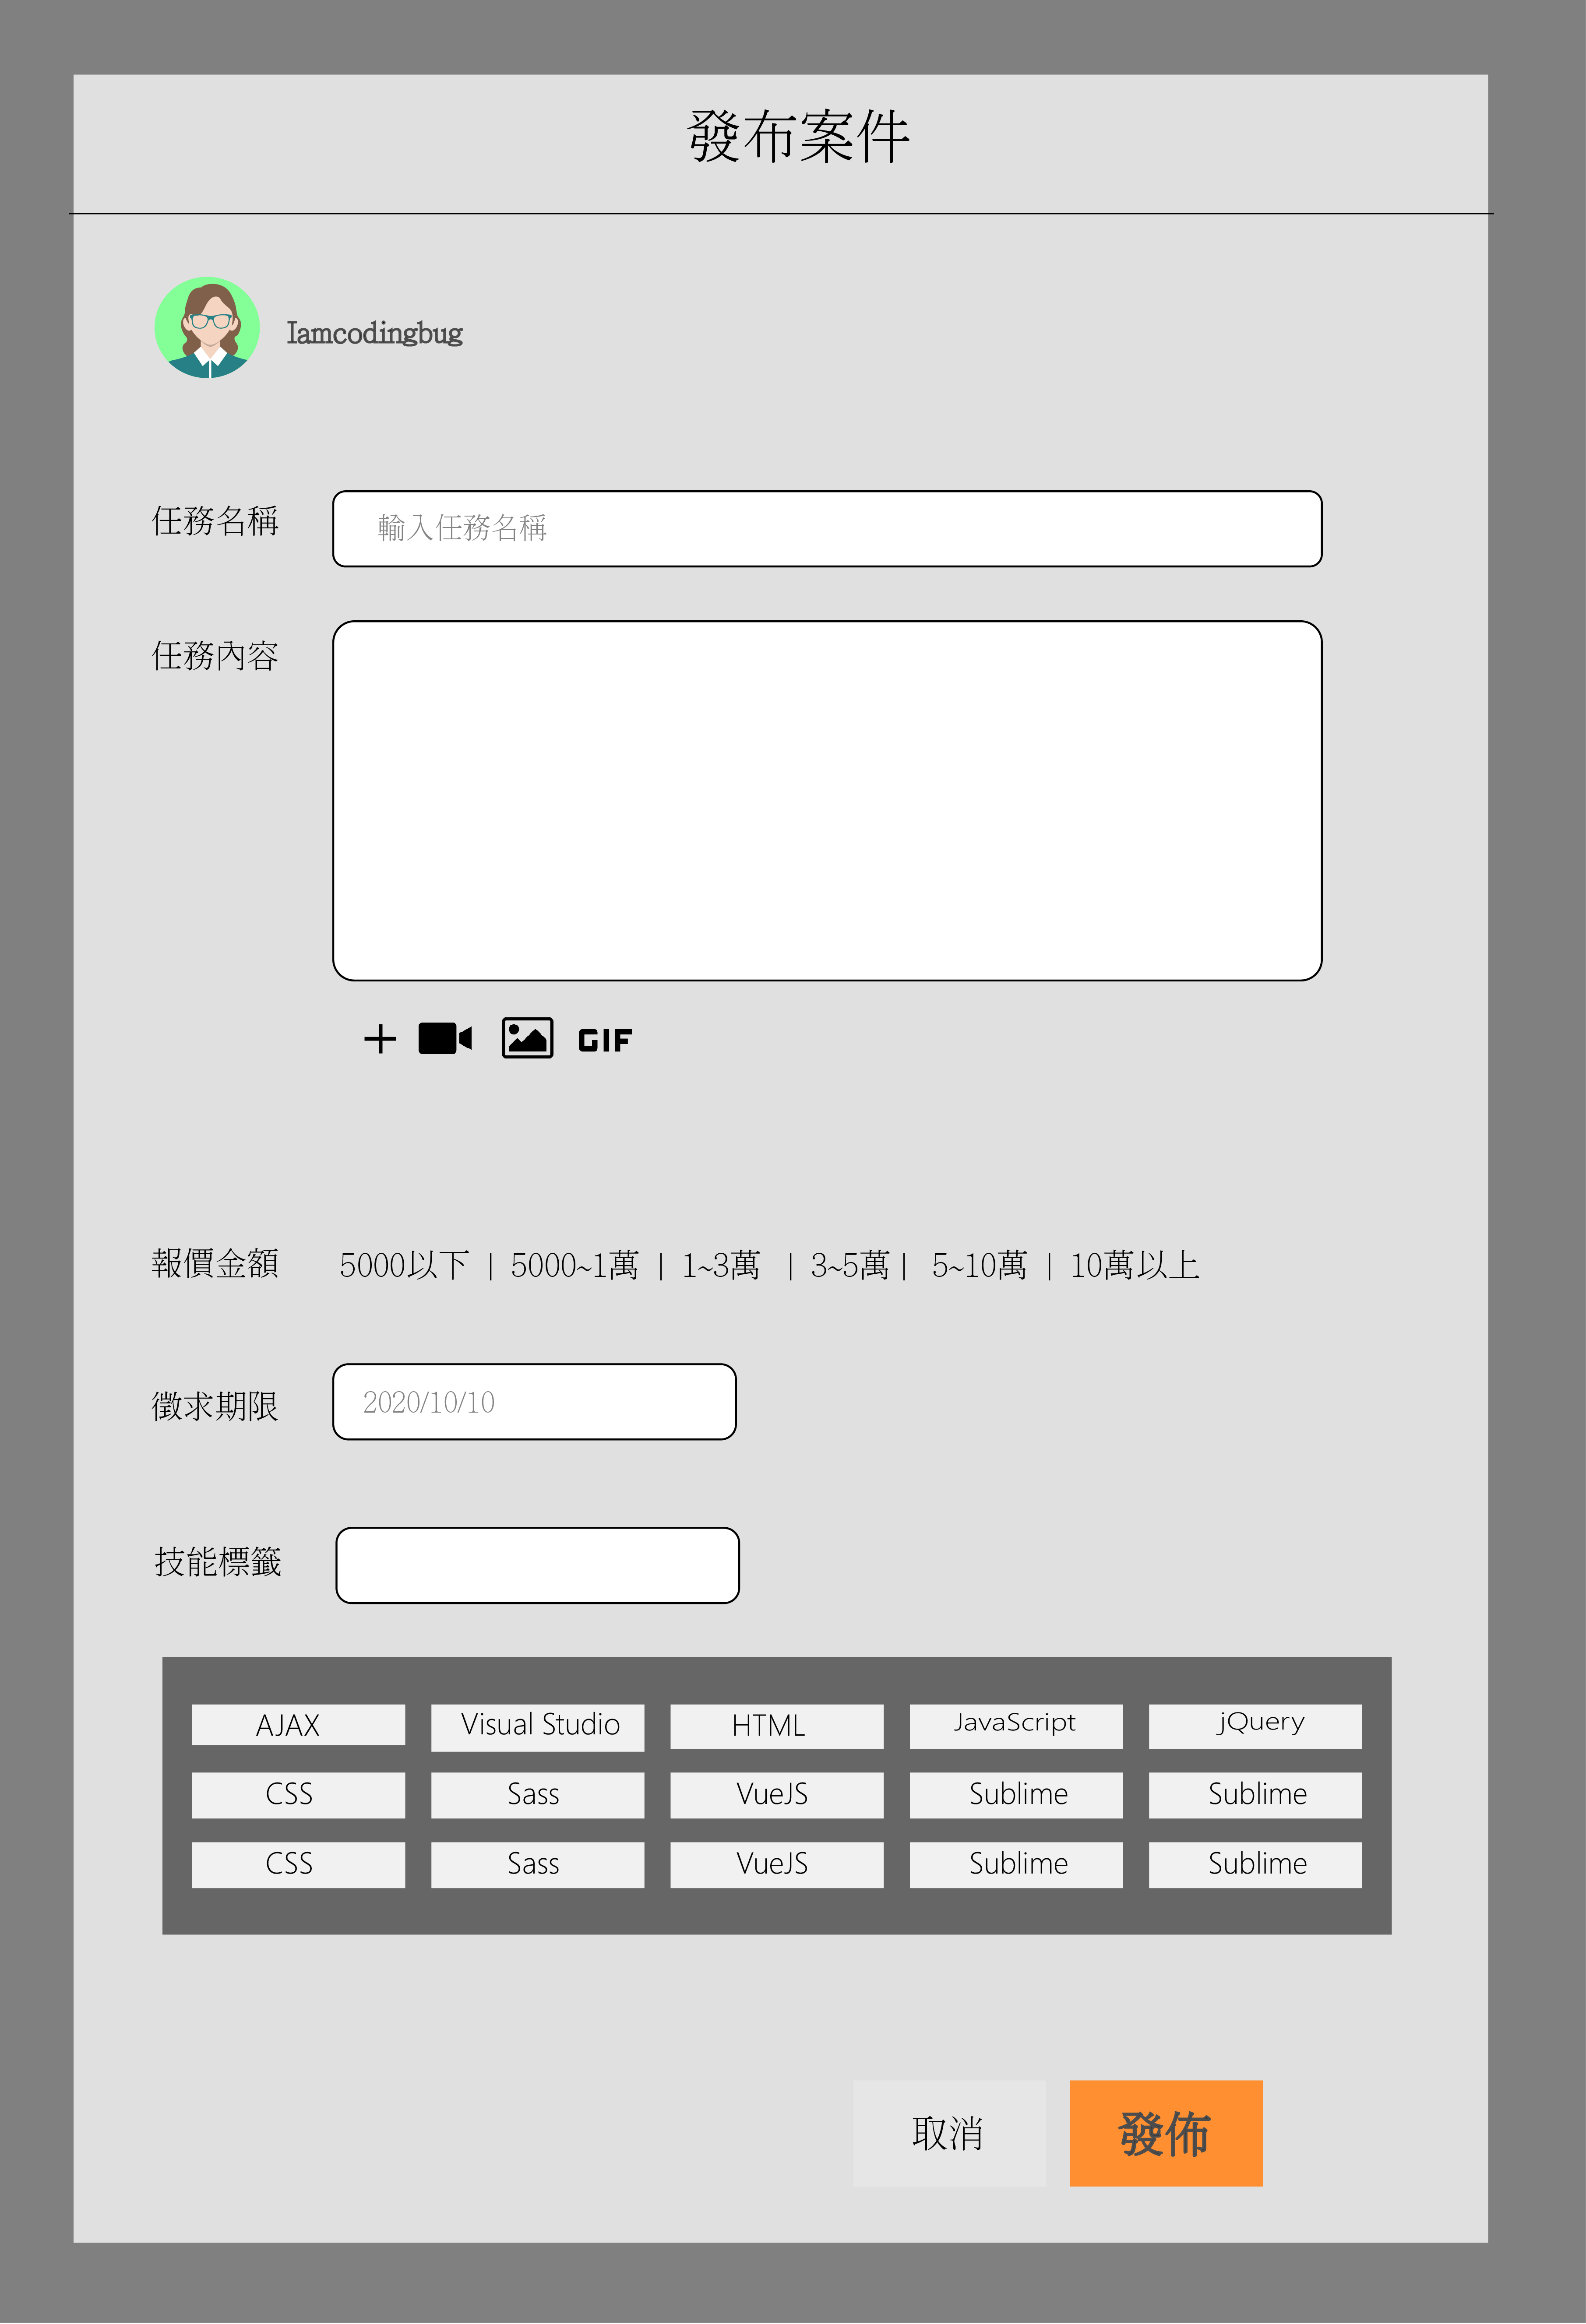 發布案件
Iamcodingbug
任務名稱 輸入任務名稱
任務內容
GIF
報價金額 5000以下 | 5000~1萬 | 1~3萬 | 3~5萬 | 5~10萬 | 10萬以上
徵求期限 2020/10/10
技能標籤
AJAX Visual Studio HTML JavaScript jQuery
CSS Sass VueJS Sublime Sublime
CSS Sass VueJS Sublime Sublime
取消 發佈